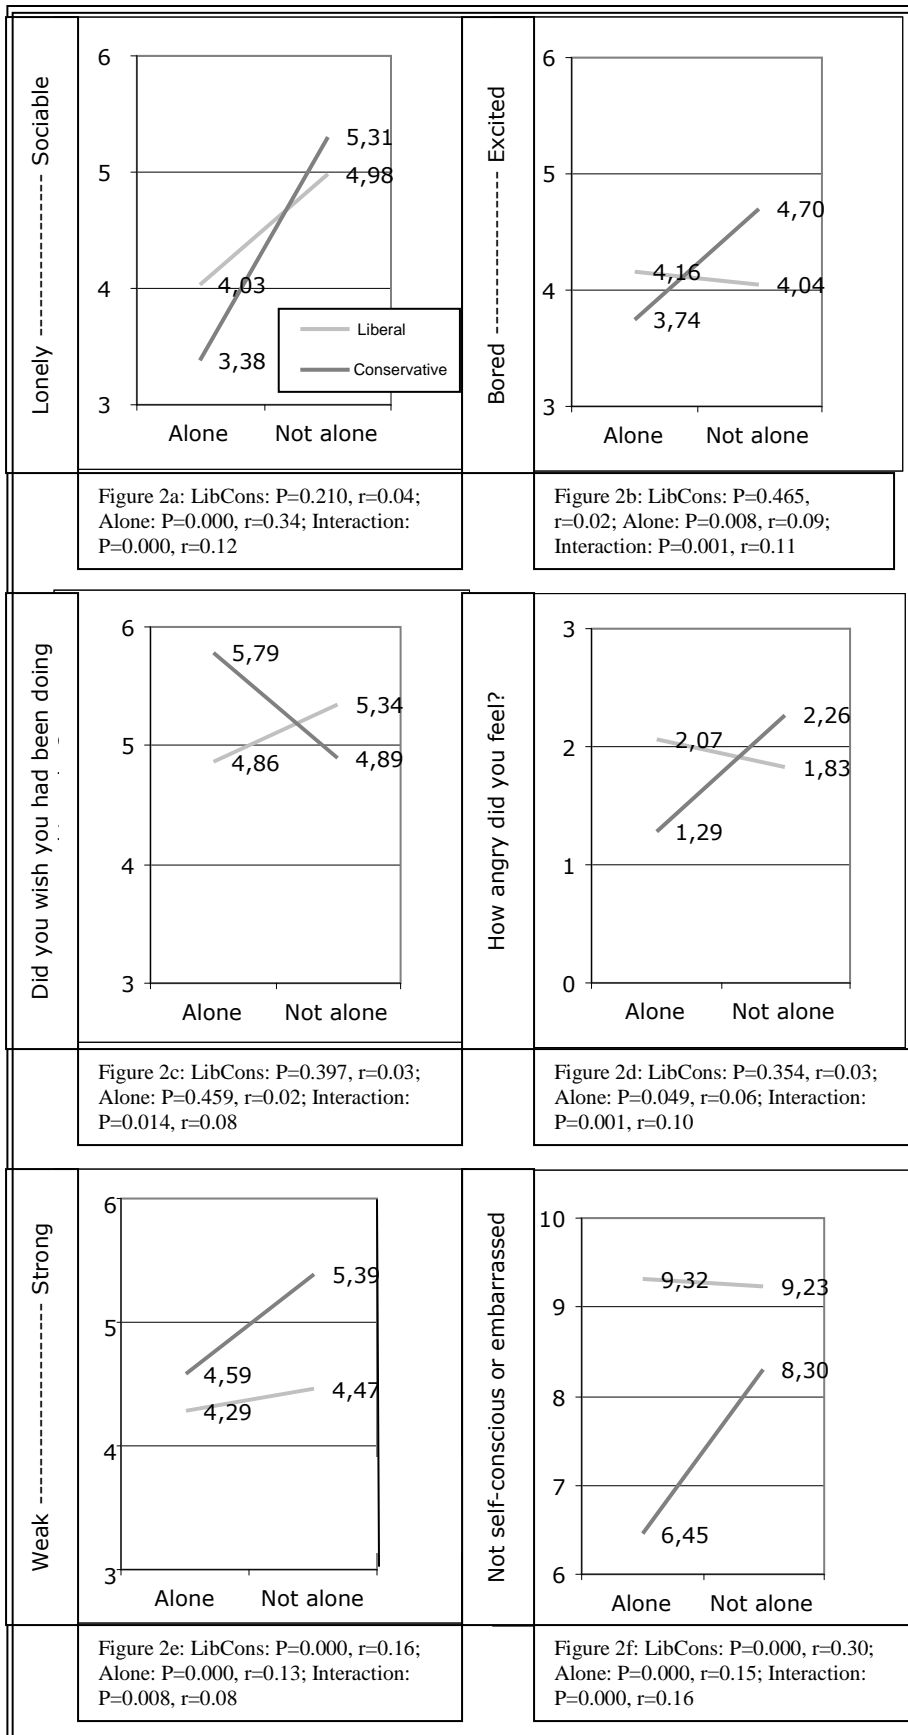 Lonely ------------------ Sociable
6
5
4
3
5,31
4,98
4,03
3,38
Liberal
Conservative
Alone Not alone
Bored ------------ Excited
6
5
4
3
4,70
4,16
4,04
3,74
Alone Not alone
Figure 2a: LibCons: P=0.210, r=0.04;
Alone: P=0.000, r=0.34; Interaction:
P=0.000, r=0.12
Figure 2b: LibCons: P=0.465,
r=0.02; Alone: P=0.008, r=0.09;
Interaction: P=0.001, r=0.11
Did you wish you had been doing
6
5
4
3
5,79
5,34
4,86
4,89
Alone Not alone
How angry did you feel?
3
2
1
0
2,26
2,07
1,83
1,29
Alone Not alone
Figure 2c: LibCons: P=0.397, r=0.03;
Alone: P=0.459, r=0.02; Interaction:
P=0.014, r=0.08
Figure 2d: LibCons: P=0.354, r=0.03;
Alone: P=0.049, r=0.06; Interaction:
P=0.001, r=0.10
Weak ------------------ Strong
6
5
4
3
5,39
4,59
4,47
4,29
Alone Not alone
Not self-conscious or embarrassed
10
9
8
7
6
9,32
9,23
8,30
6,45
Alone Not alone
Figure 2e: LibCons: P=0.000, r=0.16;
Alone: P=0.000, r=0.13; Interaction:
P=0.008, r=0.08
Figure 2f: LibCons: P=0.000, r=0.30;
Alone: P=0.000, r=0.15; Interaction:
P=0.000, r=0.16